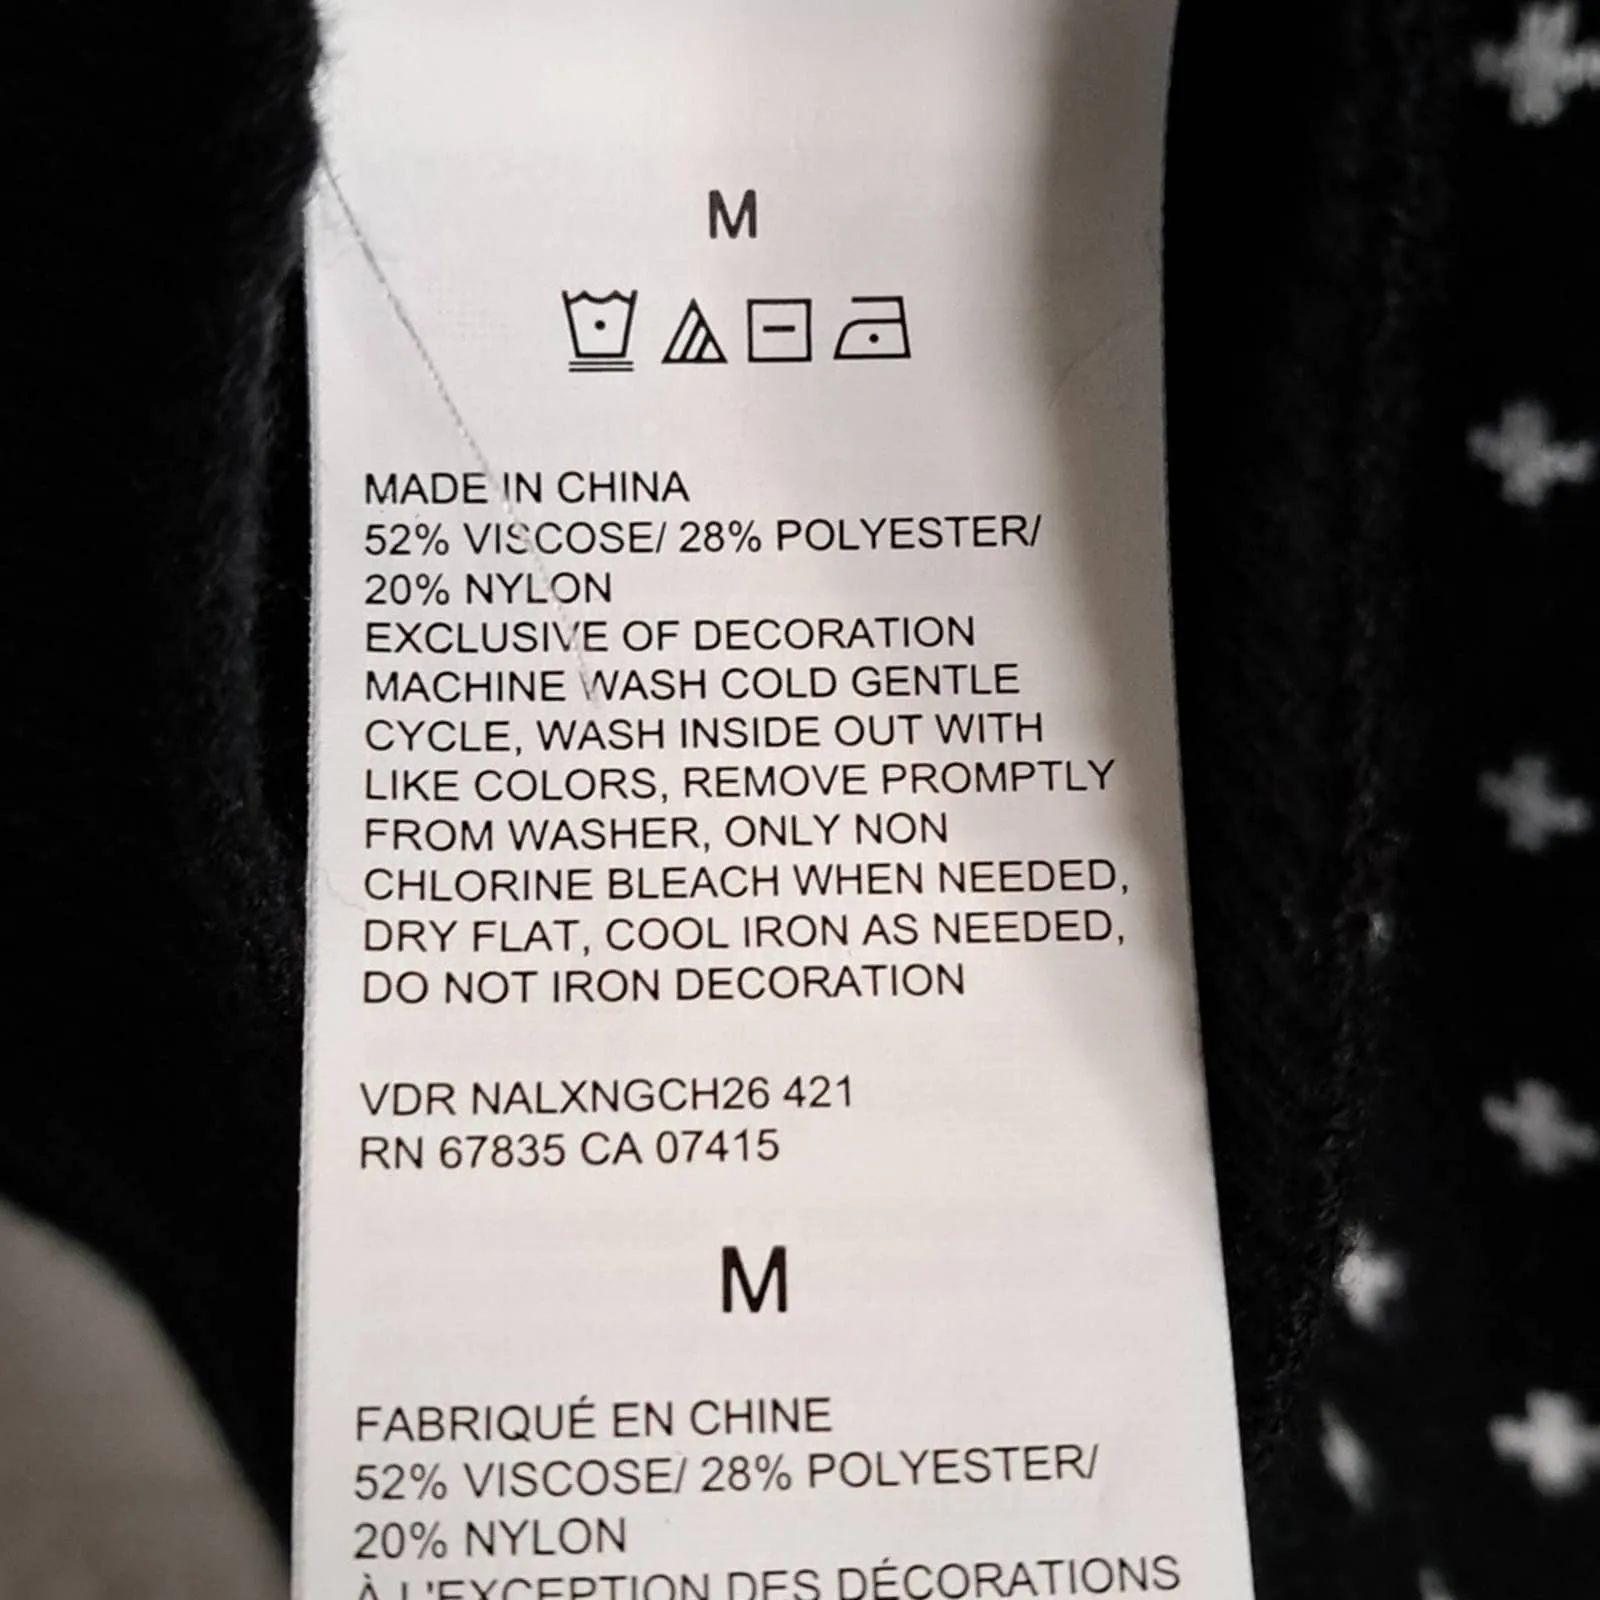 M
MADE IN CHINA
52% VISCOSE/ 28% POLYESTER/
20% NYLON
EXCLUSIVE OF DECORATION
MACHINE WASH COLD GENTLE
CYCLE, WASH INSIDE OUT WITH
LIKE COLORS, REMOVE PROMPTLY
FROM WASHER, ONLY NON
CHLORINE BLEACH WHEN NEEDED,
DRY FLAT, COOL IRON AS NEEDED,
DO NOT IRON DECORATION
VDR NALXNGCH26 421
RN 67835 CA 07415
M
FABRIQUÉ EN CHINE
52% VISCOSE/ 28% POLYESTER/
20% NYLON
À L'EXCEPTION DES DÉCORATIONS